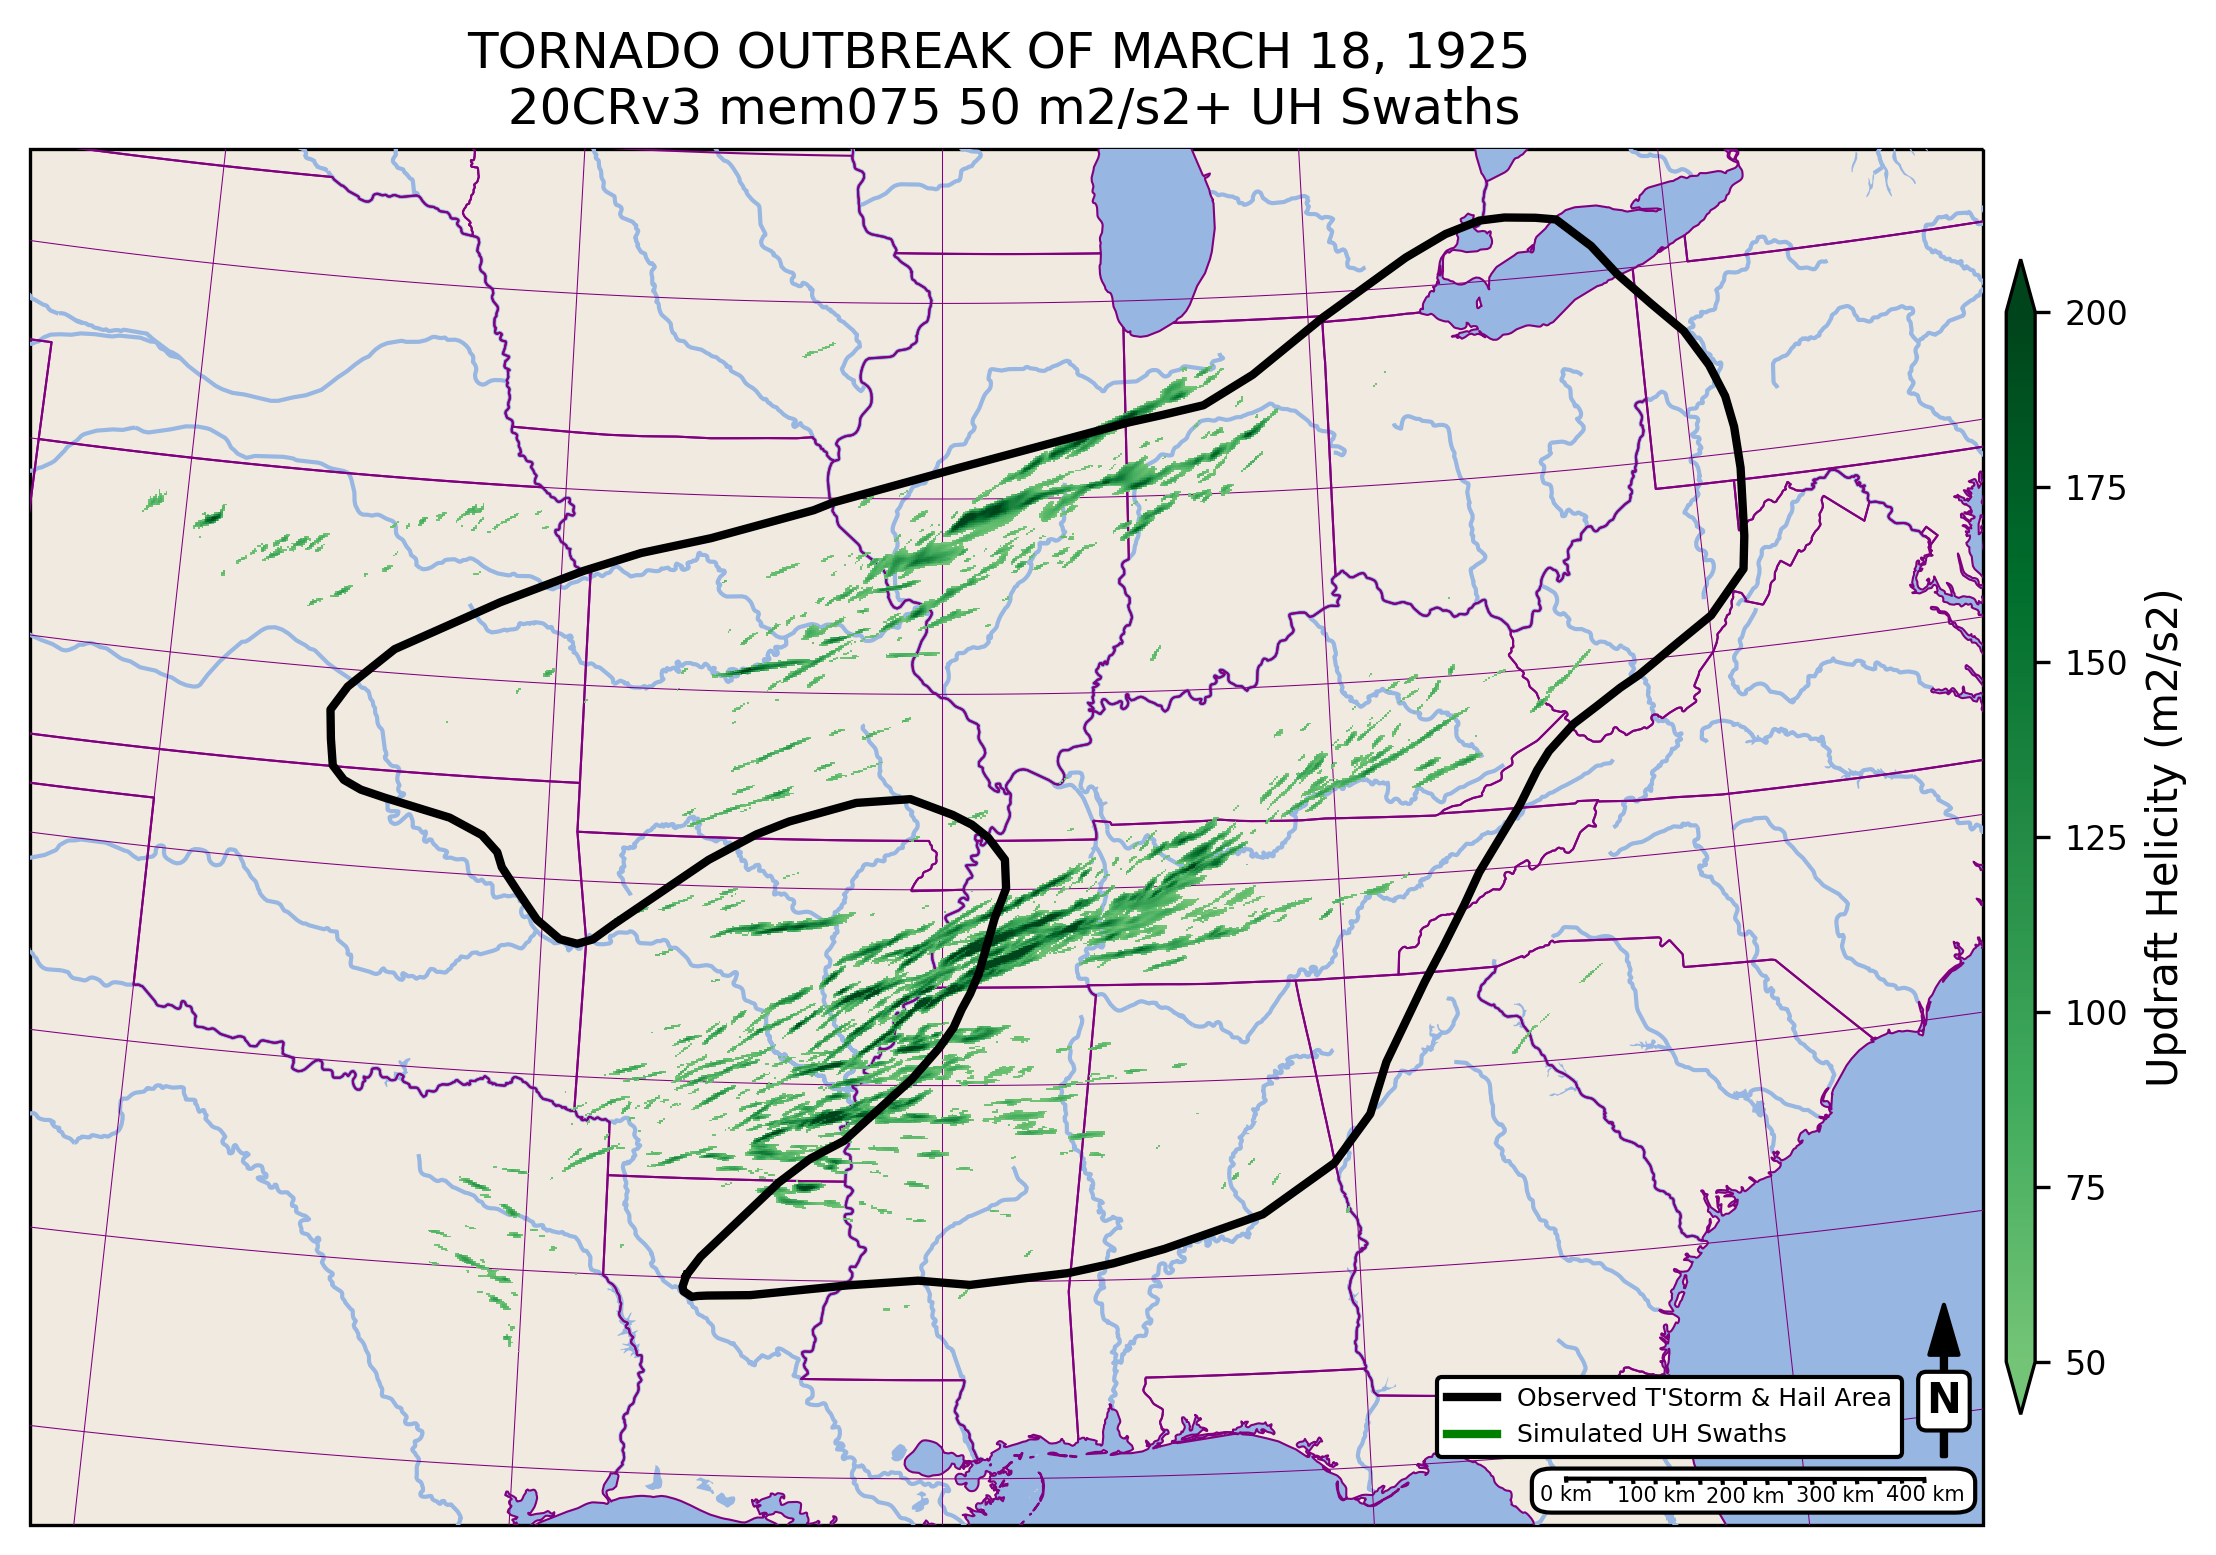 TORNADO OUTBREAK OF MARCH 18, 1925
20CRv3 mem075 50 m2/s2+ UH Swaths
200
175
150
125
100
75
50
Updraft Helicity (m2/s2)
Observed T'Storm & Hail Area
Simulated UH Swaths
N
0 km 100 km 200 km 300 km 400 km